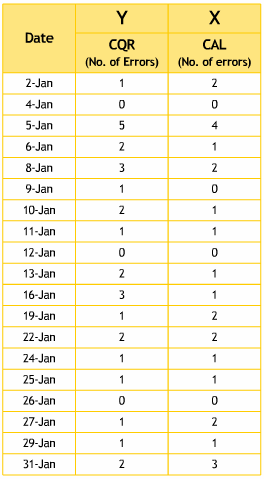 Date Y X
CQR CAL
(No. of Errors) (No. of errors)
2-Jan 1 2
4-Jan 0 0
5-Jan 5 4
6-Jan 2 1
8-Jan 3 2
9-Jan 1 0
10-Jan 2 1
11-Jan 1 1
12-Jan 0 0
13-Jan 2 1
16-Jan 3 1
19-Jan 1 2
22-Jan 2 2
24-Jan 1 1
25-Jan 1 1
26-Jan 0 0
27-Jan 1 2
29-Jan 1 1
31-Jan 2 3